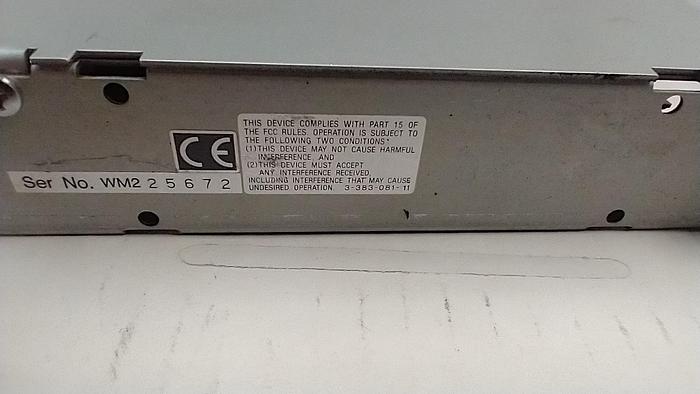 THIS DEVICE COMPLIES WITH PART 15 OF
THE FCC RULES. OPERATION IS SUBJECT TO
THE FOLLOWING TWO CONDITIONS:
(1)THIS DEVICE MAY NOT CAUSE HARMFUL
INTERFERENCE, AND
(2)THIS DEVICE MUST ACCEPT
ANY INTERFERENCE RECEIVED,
INCLUDING INTERFERENCE THAT MAY CAUSE
UNDESIRED OPERATION. 3-383-081-11
CE
Ser No. WM2 2 5 6 7 2